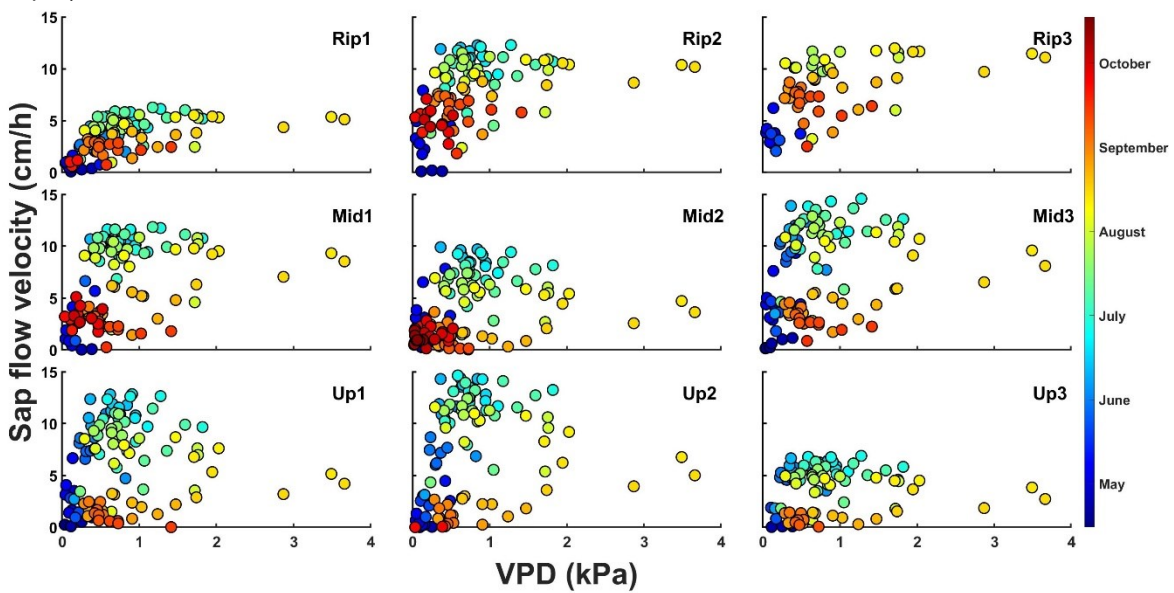 15
10
5
0
Rip1
Rip2
Rip3
15
10
5
0
Mid1
Mid2
Mid3
15
10
5
0
Up1
Up2
Up3
0 1 2 3 4
0 1 2 3 4
0 1 2 3 4
Sap flow velocity (cm/h)
VPD (kPa)
October
September
August
July
June
May